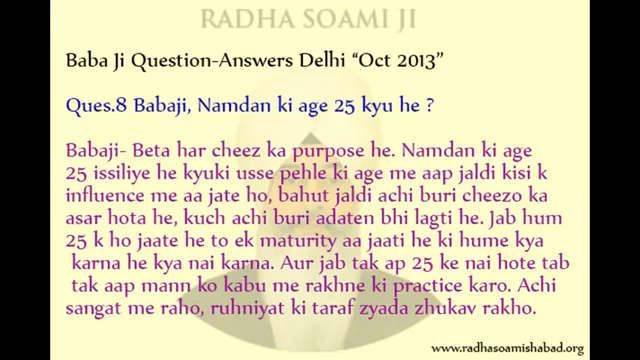 RADHA SOAMI JI
Baba Ji Question-Answers Delhi “Oct 2013”
Ques.8 Babaji, Namdan ki age 25 kyu he ?
Babaji- Beta har cheez ka purpose he. Namdan ki age
25 issiliye he kyuki usse pehle ki age me aap jaldi kisi k
influence me aa jate ho, bahut jaldi achi buri cheezo ka
asar hota he, kuch achi buri adaten bhi lagti he. Jab hum
25 k ho jaate he to ek maturity aa jaati he ki hume kya
karna he kya nai karna. Aur jab tak ap 25 ke nai hote tab
tak aap mann ko kabu me rakhne ki practice karo. Achi
sangat me raho, ruhniyat ki taraf zyada zhukav rakho.
www.radhasoamishabad.org